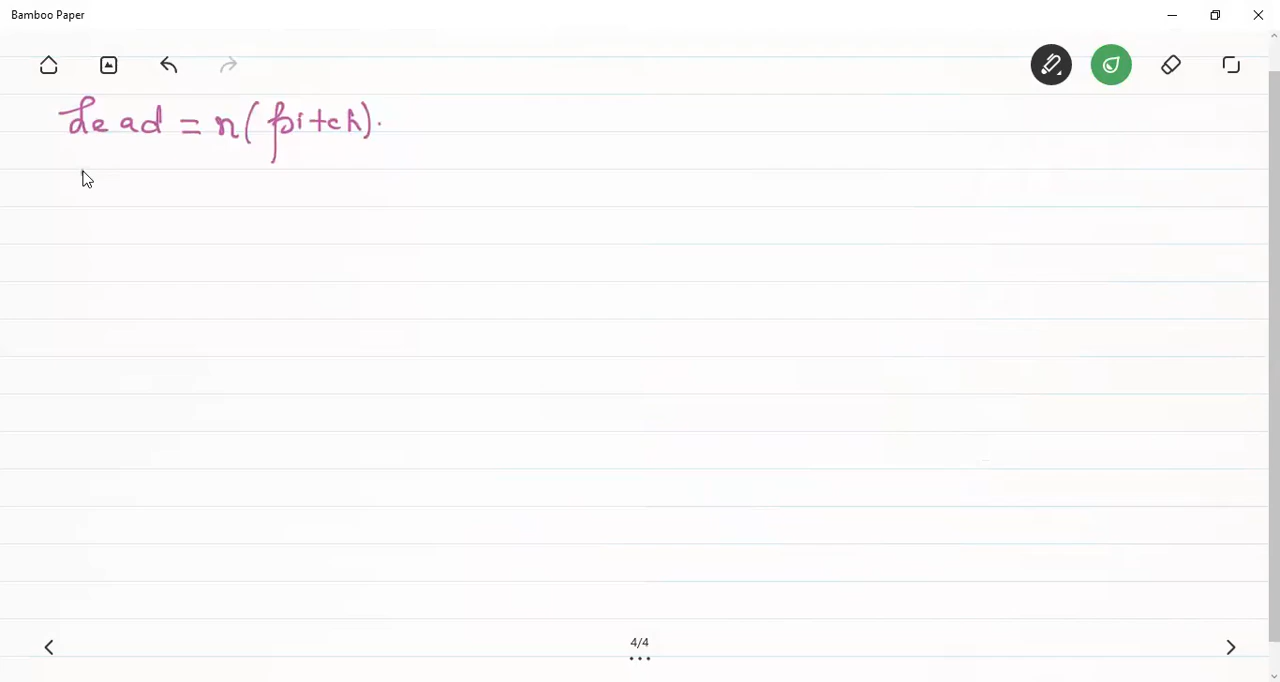 Bamboo Paper
Lead = n(pitch).
4/4